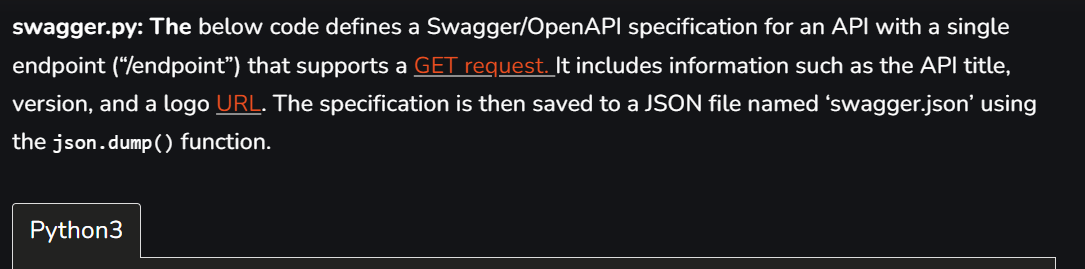 swagger.py: The below code defines a Swagger/OpenAPI specification for an API with a single
endpoint (“/endpoint”) that supports a GET request. It includes information such as the API title,
version, and a logo URL. The specification is then saved to a JSON file named ‘swagger.json’ using
the json.dump() function.
Python3